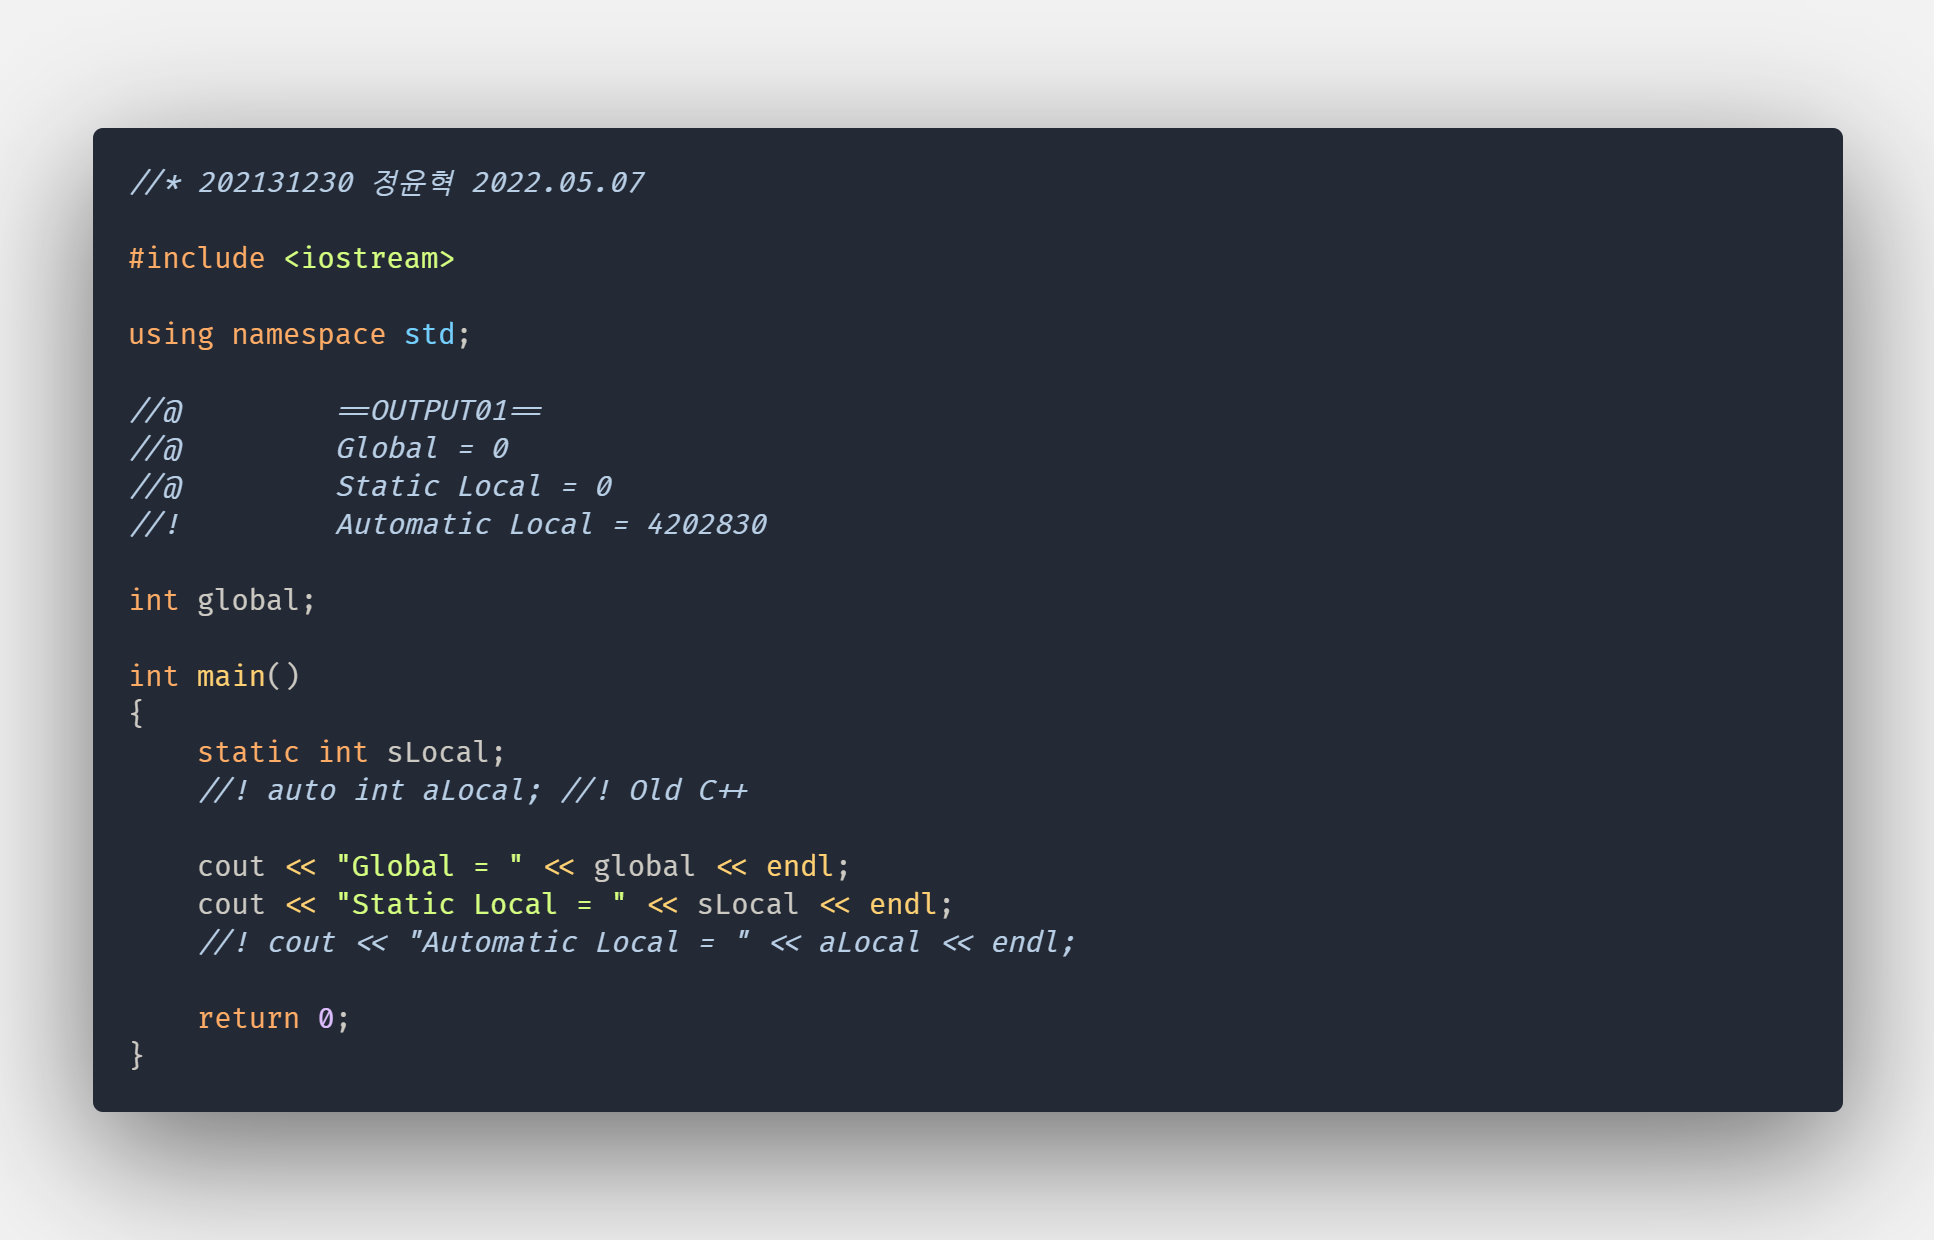 //* 202131230 정윤혁 2022.05.07
#include <iostream>
using namespace std;
//@         ==OUTPUT01==
//@         Global = 0
//@         Static Local = 0
//!         Automatic Local = 4202830
int global;
int main()
{
    static int sLocal;
    //! auto int aLocal; //! Old C++
    cout << "Global = " << global << endl;
    cout << "Static Local = " << sLocal << endl;
    //! cout << "Automatic Local = " << aLocal << endl;
    return 0;
}